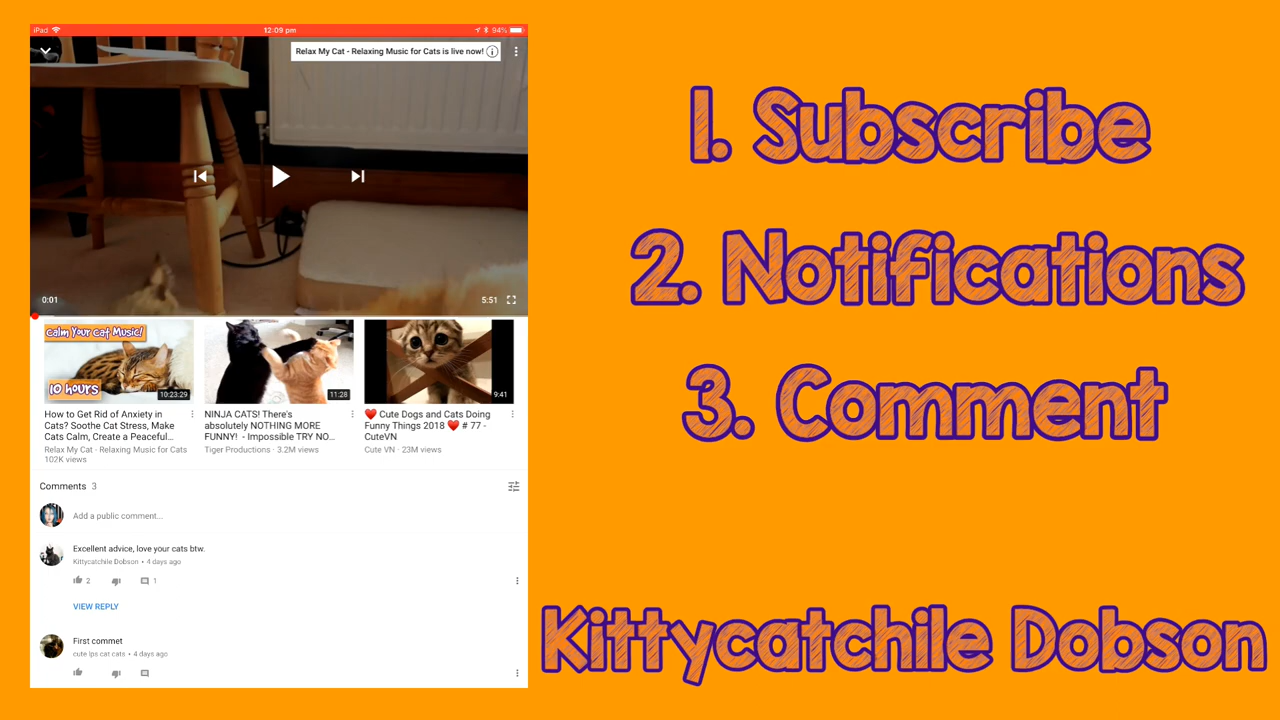 iPad
12:09 pm
94%
Relax My Cat - Relaxing Music for Cats is live now!
0:01
5:51
Calm Your Cat Music!
10 hours
10:23:29
11:28
9:41
How to Get Rid of Anxiety in
Cats? Soothe Cat Stress, Make
Cats Calm, Create a Peaceful...
Relax My Cat - Relaxing Music for Cats
102K views
NINJA CATS! There's
absolutely NOTHING MORE
FUNNY! - Impossible TRY NO...
Tiger Productions · 3.2M views
❤️ Cute Dogs and Cats Doing
Funny Things 2018 ❤️ # 77 -
CuteVN
Cute VN · 23M views
Comments 3
Add a public comment...
Excellent advice, love your cats btw.
Kittycatchile Dobson • 4 days ago
2
1
VIEW REPLY
First commet
cute lps cat cats • 4 days ago
1. Subscribe
2. Notifications
3. Comment
Kittycatchile Dobson